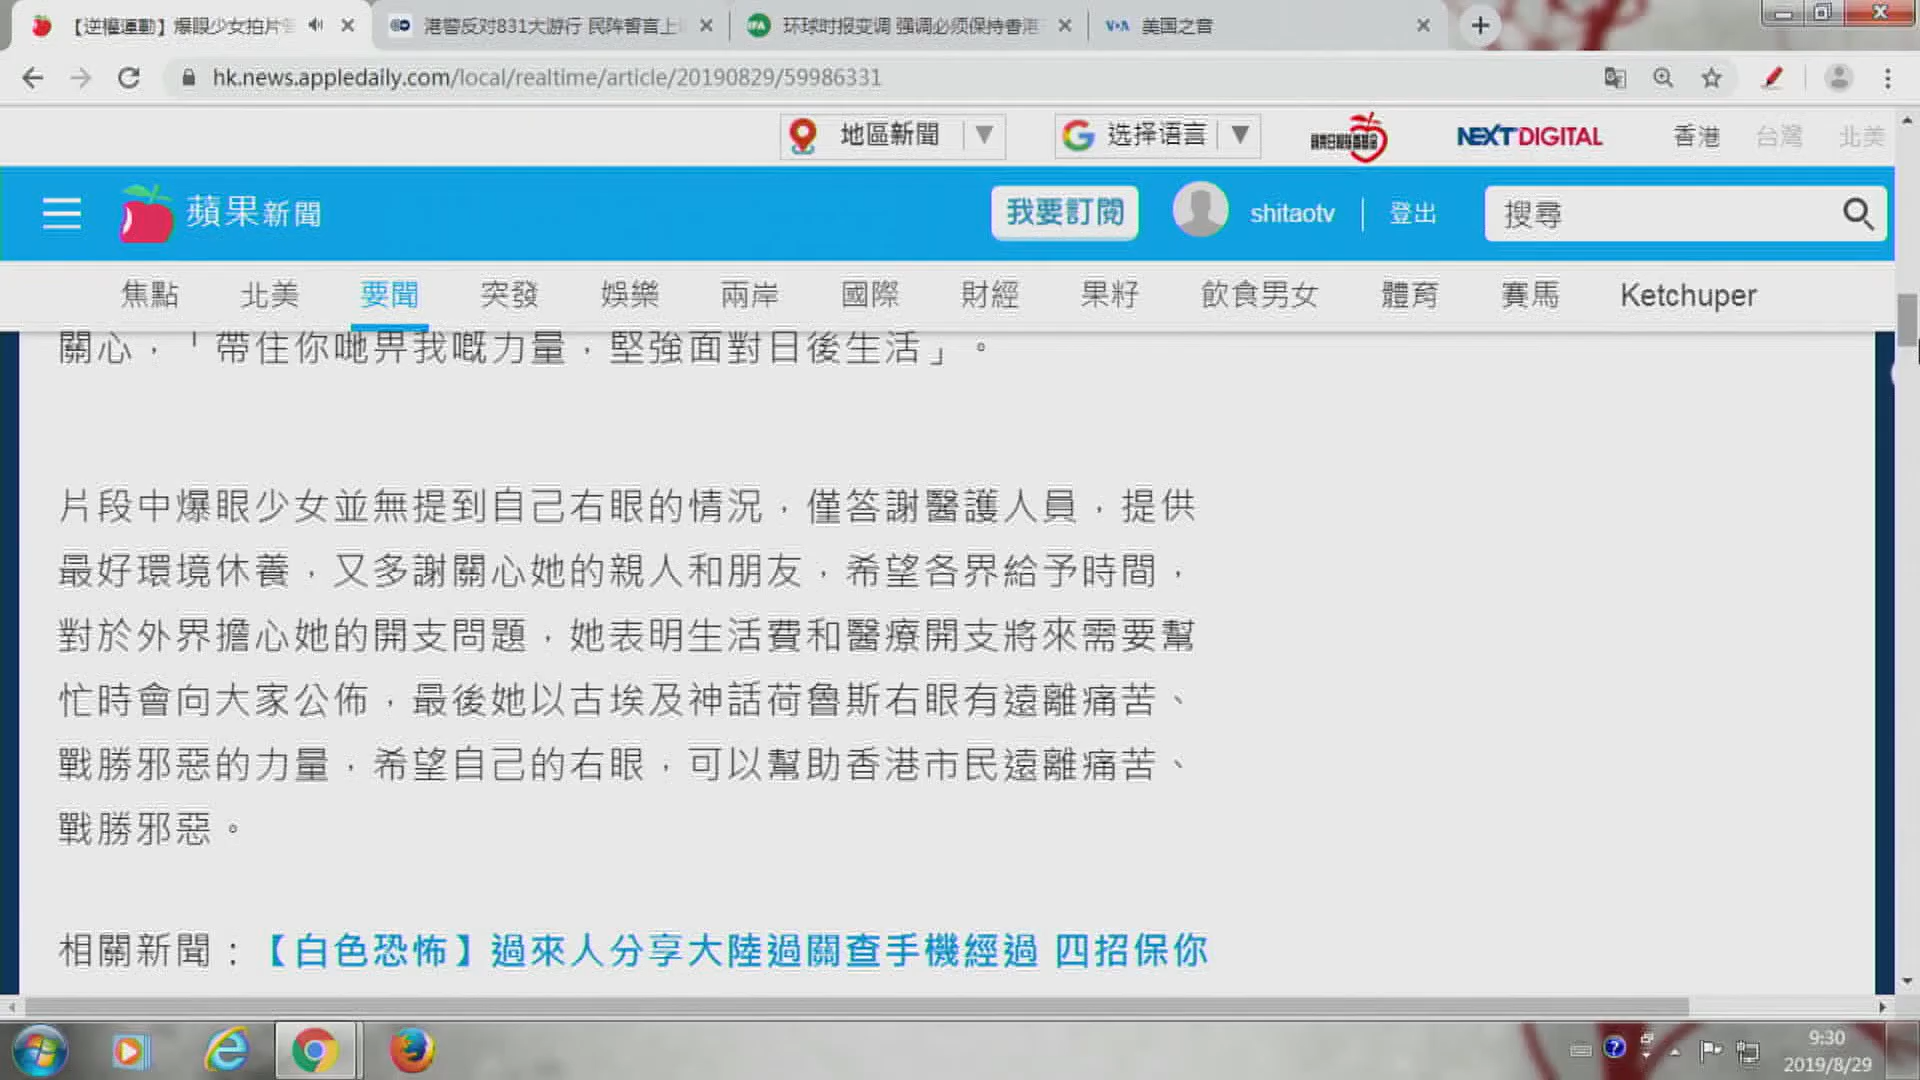 【逆權運動】爆眼少女拍片
港警反对831大游行 民阵誓言上
环球时报变调 强调必须保持香港
VOA 美国之音
hk.news.appledaily.com/local/realtime/article/20190829/59986331
地區新聞
选择语言
NEXTDIGITAL
香港 台灣 北美
蘋果新聞
我要訂閱
shitaotv
登出
搜尋
焦點 北美 要聞 突發 娛樂 兩岸 國際 財經 果籽 飲食男女 體育 賽馬 Ketchuper
關心，「帶住你哋畀我嘅力量，堅強面對日後生活」。
片段中爆眼少女並無提到自己右眼的情況，僅答謝醫護人員，提供
最好環境休養，又多謝關心她的親人和朋友，希望各界給予時間，
對於外界擔心她的開支問題，她表明生活費和醫療開支將來需要幫
忙時會向大家公佈，最後她以古埃及神話荷魯斯右眼有遠離痛苦、
戰勝邪惡的力量，希望自己的右眼，可以幫助香港市民遠離痛苦、
戰勝邪惡。
相關新聞：【白色恐怖】過來人分享大陸過關查手機經過 四招保你
9:30
2019/8/29